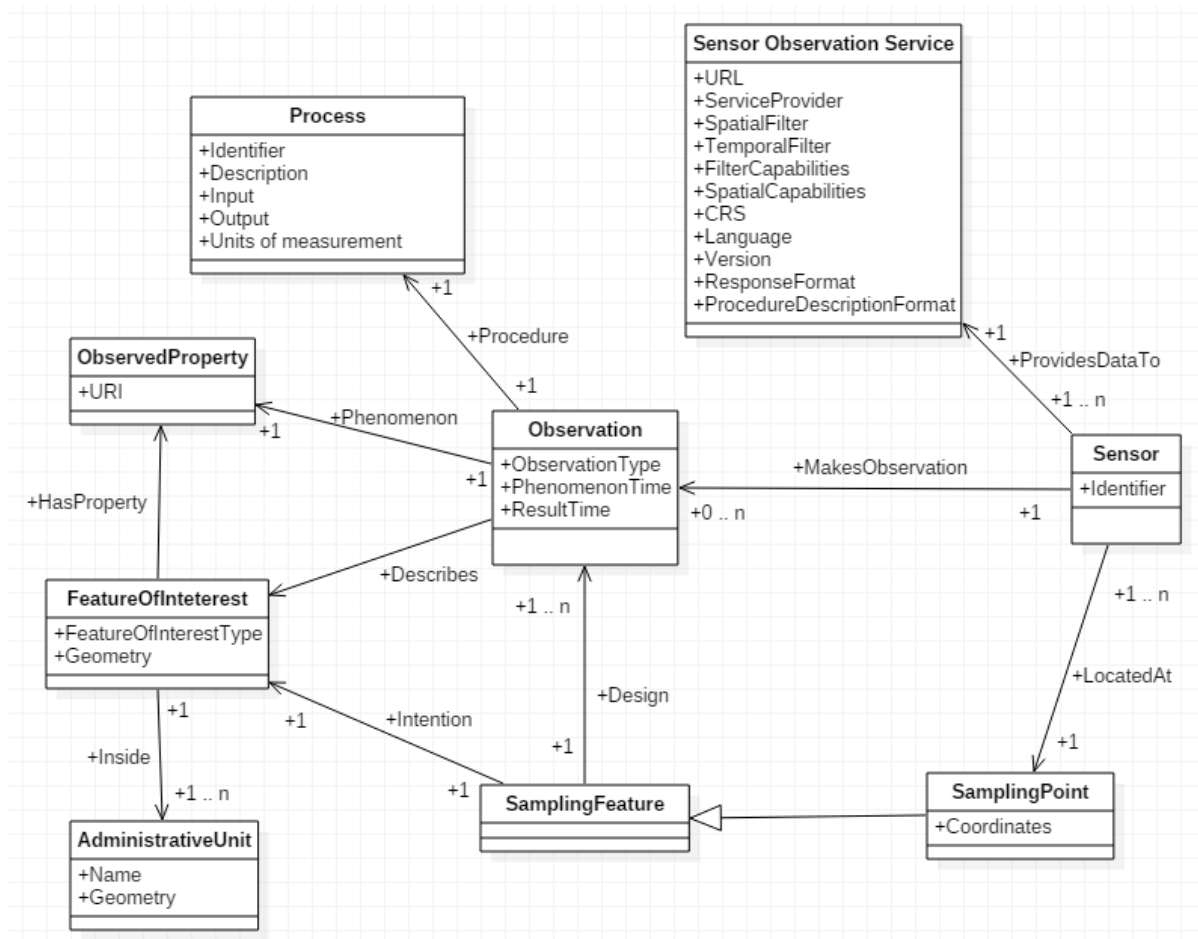 Sensor Observation Service
+URL
+ServiceProvider
+SpatialFilter
+TemporalFilter
+FilterCapabilities
+SpatialCapabilities
+CRS
+Language
+Version
+ResponseFormat
+ProcedureDescriptionFormat
Process
+Identifier
+Description
+Input
+Output
+Units of measurement
+1
+Procedure
+1
+1
+ProvidesDataTo
+1 .. n
ObservedProperty
+URI
+1
+Phenomenon
+1
Observation
+ObservationType
+PhenomenonTime
+ResultTime
+MakesObservation
+0 .. n
+1
Sensor
+Identifier
+HasProperty
+Describes
+1 .. n
+1 .. n
FeatureOfInteterest
+FeatureOfInterestType
+Geometry
+1
+1
+Intention
+Design
+LocatedAt
+Inside
+1
+1
+1 .. n
+1
SamplingFeature
SamplingPoint
+Coordinates
AdministrativeUnit
+Name
+Geometry